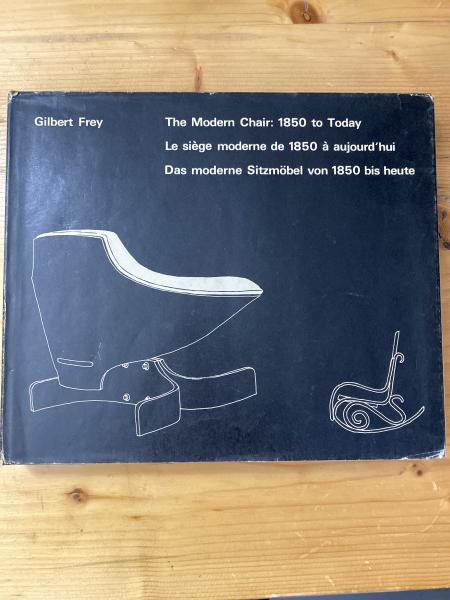 Gilbert Frey
The Modern Chair: 1850 to Today
Le siège moderne de 1850 à aujourd'hui
Das moderne Sitzmöbel von 1850 bis heute